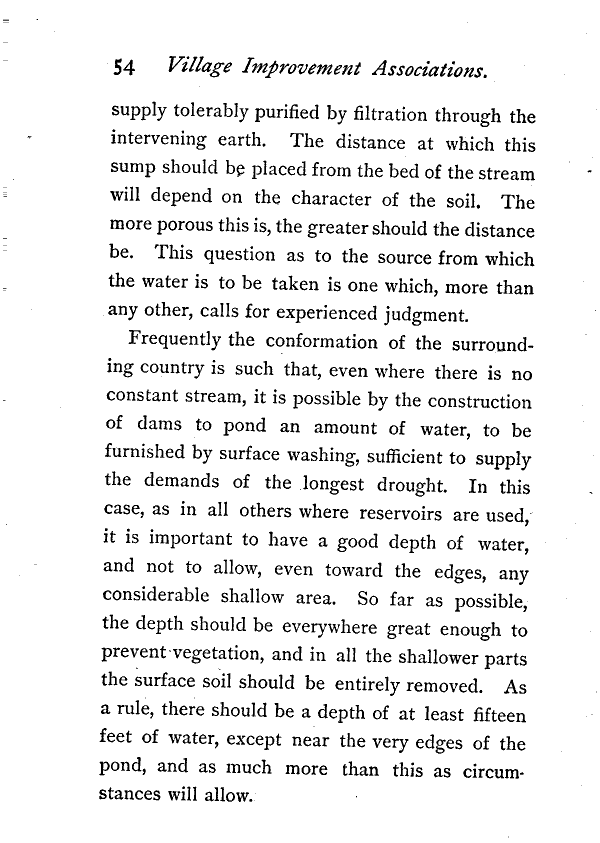 54 Village Improvement Associations.
supply tolerably purified by filtration through the
intervening earth. The distance at which this
sump should be placed from the bed of the stream
will depend on the character of the soil. The
more porous this is, the greater should the distance
be. This question as to the source from which
the water is to be taken is one which, more than
any other, calls for experienced judgment.
Frequently the conformation of the surround-
ing country is such that, even where there is no
constant stream, it is possible by the construction
of dams to pond an amount of water, to be
furnished by surface washing, sufficient to supply
the demands of the longest drought. In this
case, as in all others where reservoirs are used,
it is important to have a good depth of water,
and not to allow, even toward the edges, any
considerable shallow area. So far as possible,
the depth should be everywhere great enough to
prevent vegetation, and in all the shallower parts
the surface soil should be entirely removed. As
a rule, there should be a depth of at least fifteen
feet of water, except near the very edges of the
pond, and as much more than this as circum-
stances will allow.